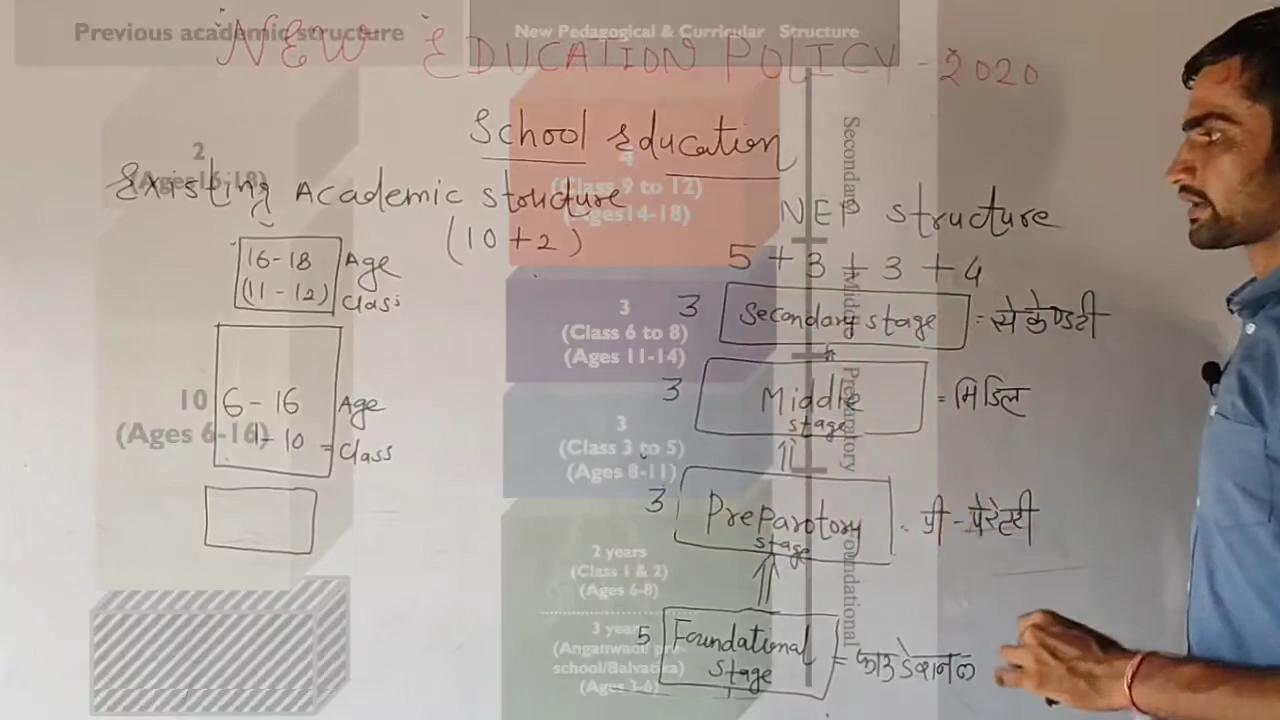 Previous academic structure
New Pedagogical & Curricular Structure
NEW EDUCATION POLICY - 2020
School Education
Existing Academic structure
(10+2)
2
(Ages 16-18)
16-18 Age
(11-12) Class
10
(Ages 6-16)
6-16 Age
1-10 = Class
4
(Class 9 to 12)
(Ages 14-18)
3
(Class 6 to 8)
(Ages 11-14)
3
(Class 3 to 5)
(Ages 8-11)
2 years
(Class 1 & 2)
(Ages 6-8)
3 years
(Anganwadi/ pre-
school/Balvatika)
(Ages 3-6)
Secondary
Middle
Preparatory
Foundational
NEP structure
5 + 3 + 3 + 4
3 Secondary stage = सेकेण्डरी
3 Middle stage = मिडिल
3 Preparotory stage - प्री-पेरेटरी
5 Foundational stage = फाउडेशनल